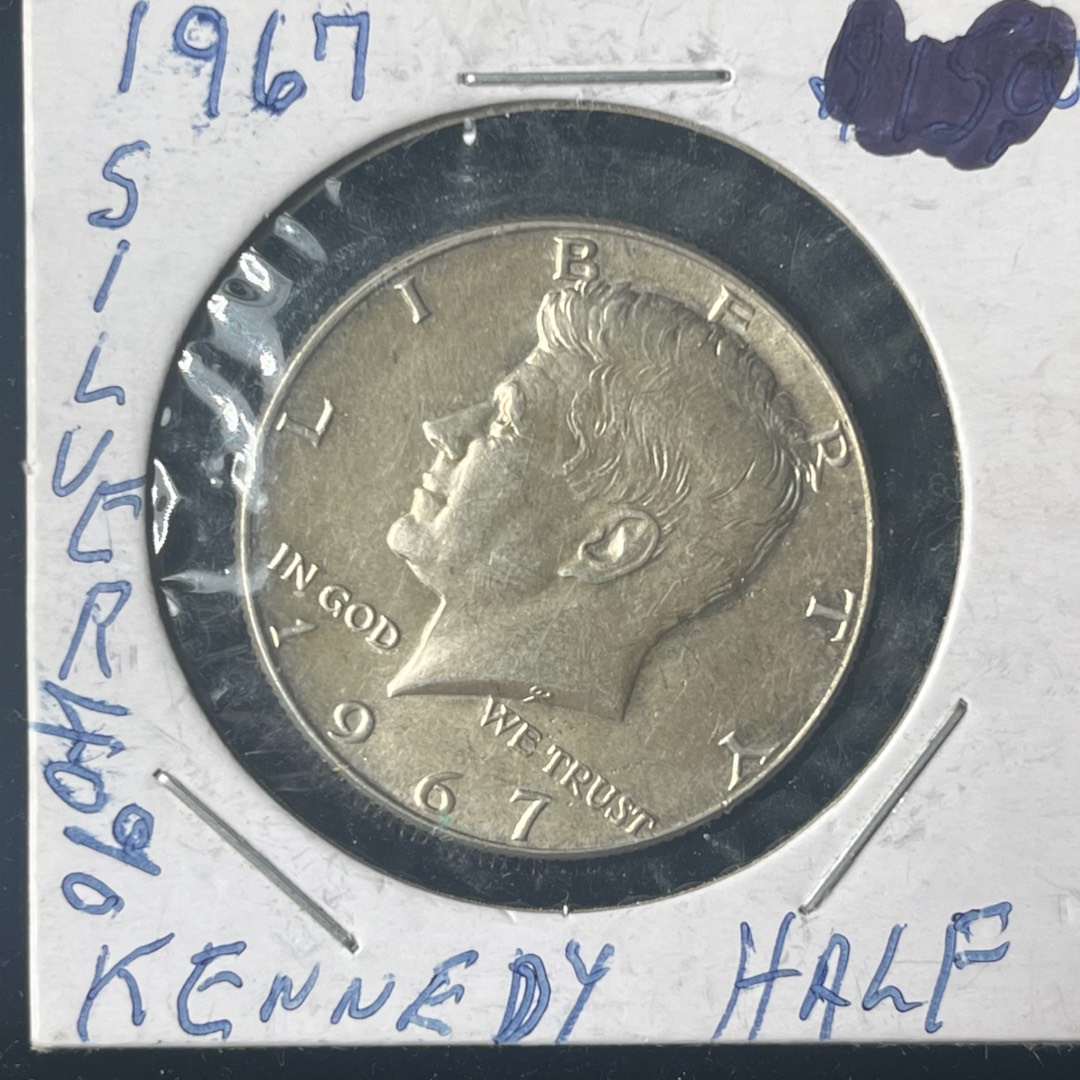 1967
SILVER
40%
KENNEDY HALF
LIBERTY
IN GOD
WE TRUST
1967